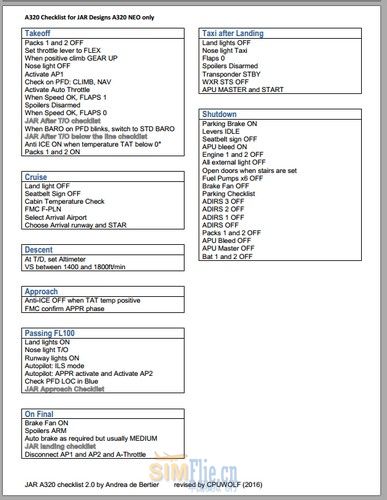 A320 Checklist for JAR Designs A320 NEO only
Takeoff
Packs 1 and 2 OFF
Set throttle lever to FLEX
When positive climb GEAR UP
Nose light OFF
Activate AP1
Check on PFD: CLIMB, NAV
Activate Auto Throttle
When Speed OK, FLAPS 1
Spoilers Disarmed
When Speed OK, FLAPS 0
JAR After T/O checklist
When BARO on PFD blinks, switch to STD BARO
JAR After T/O below the line checklist
Anti ICE ON when temperature TAT below 0°
Packs 1 and 2 ON
Cruise
Land light OFF
Seatbelt Sign OFF
Cabin Temperature Check
FMC F-PLN
Select Arrival Airport
Choose Arrival runway and STAR
Descent
At T/D, set Altimeter
VS between 1400 and 1800ft/min
Approach
Anti-ICE OFF when TAT temp positive
FMC confirm APPR phase
Passing FL100
Land lights ON
Nose light T/O
Runway lights ON
Autopilot: ILS mode
Autopilot: APPR activate and Activate AP2
Check PFD LOC in Blue
JAR Approach Checklist
On Final
Brake Fan ON
Spoilers ARM
Auto brake as required but usually MEDIUM
JAR landing checklist
Disconnect AP1 and AP2 and A-Throttle
Taxi after Landing
Land lights OFF
Nose light Taxi
Flaps 0
Spoilers Disarmed
Transponder STBY
WXR STS OFF
APU MASTER and START
Shutdown
Parking Brake ON
Levers IDLE
Seatbelt sign OFF
APU bleed ON
Engine 1 and 2 OFF
All external light OFF
Open doors when stairs are set
Fuel Pumps x6 OFF
Brake Fan OFF
Parking Checklist
ADIRS 3 OFF
ADIRS 2 OFF
ADIRS 1 OFF
ADIRS OFF
Packs 1 and 2 OFF
APU Bleed OFF
APU Master OFF
Bat 1 and 2 OFF
SIMFlie.cn
JAR A320 checklist 2.0 by Andrea de Bertier revised by CPUWOLF (2016)